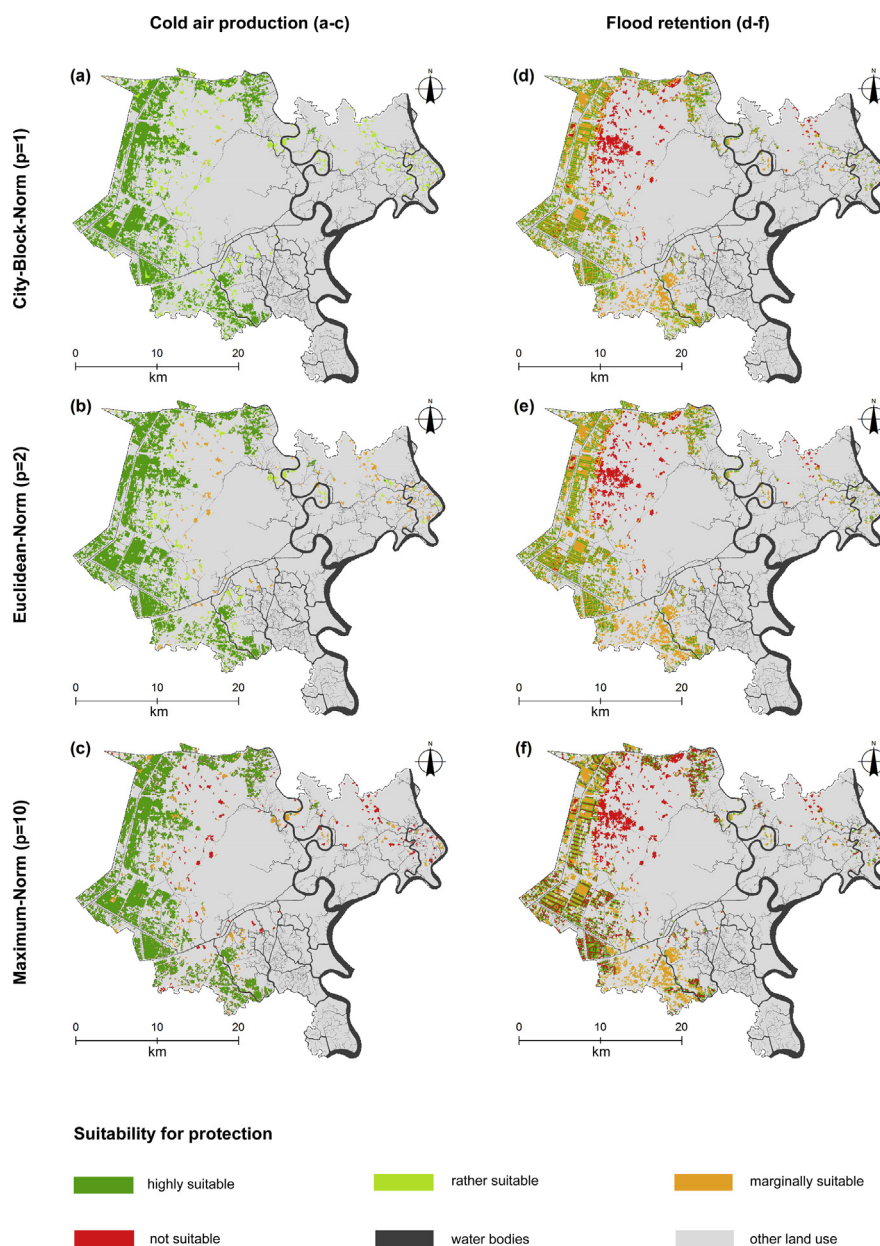 Cold air production (a-c)
Flood retention (d-f)
City-Block-Norm (p=1)
(a)
N
0 10 20
km
(d)
N
0 10 20
km
Euclidean-Norm (p=2)
(b)
N
0 10 20
km
(e)
N
0 10 20
km
Maximum-Norm (p=10)
(c)
N
0 10 20
km
(f)
N
0 10 20
km
Suitability for protection
highly suitable
rather suitable
marginally suitable
not suitable
water bodies
other land use